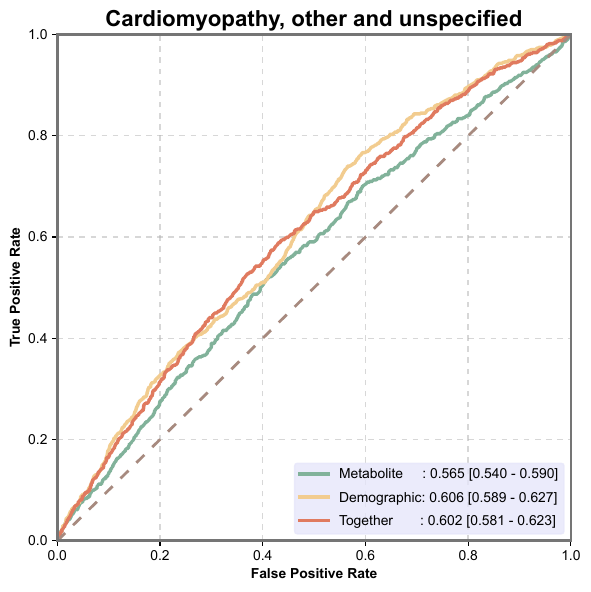 Cardiomyopathy, other and unspecified
1.0
0.8
0.6
0.4
0.2
0.0
True Positive Rate
Metabolite : 0.565 [0.540 - 0.590]
Demographic: 0.606 [0.589 - 0.627]
Together : 0.602 [0.581 - 0.623]
0.0 0.2 0.4 0.6 0.8 1.0
False Positive Rate